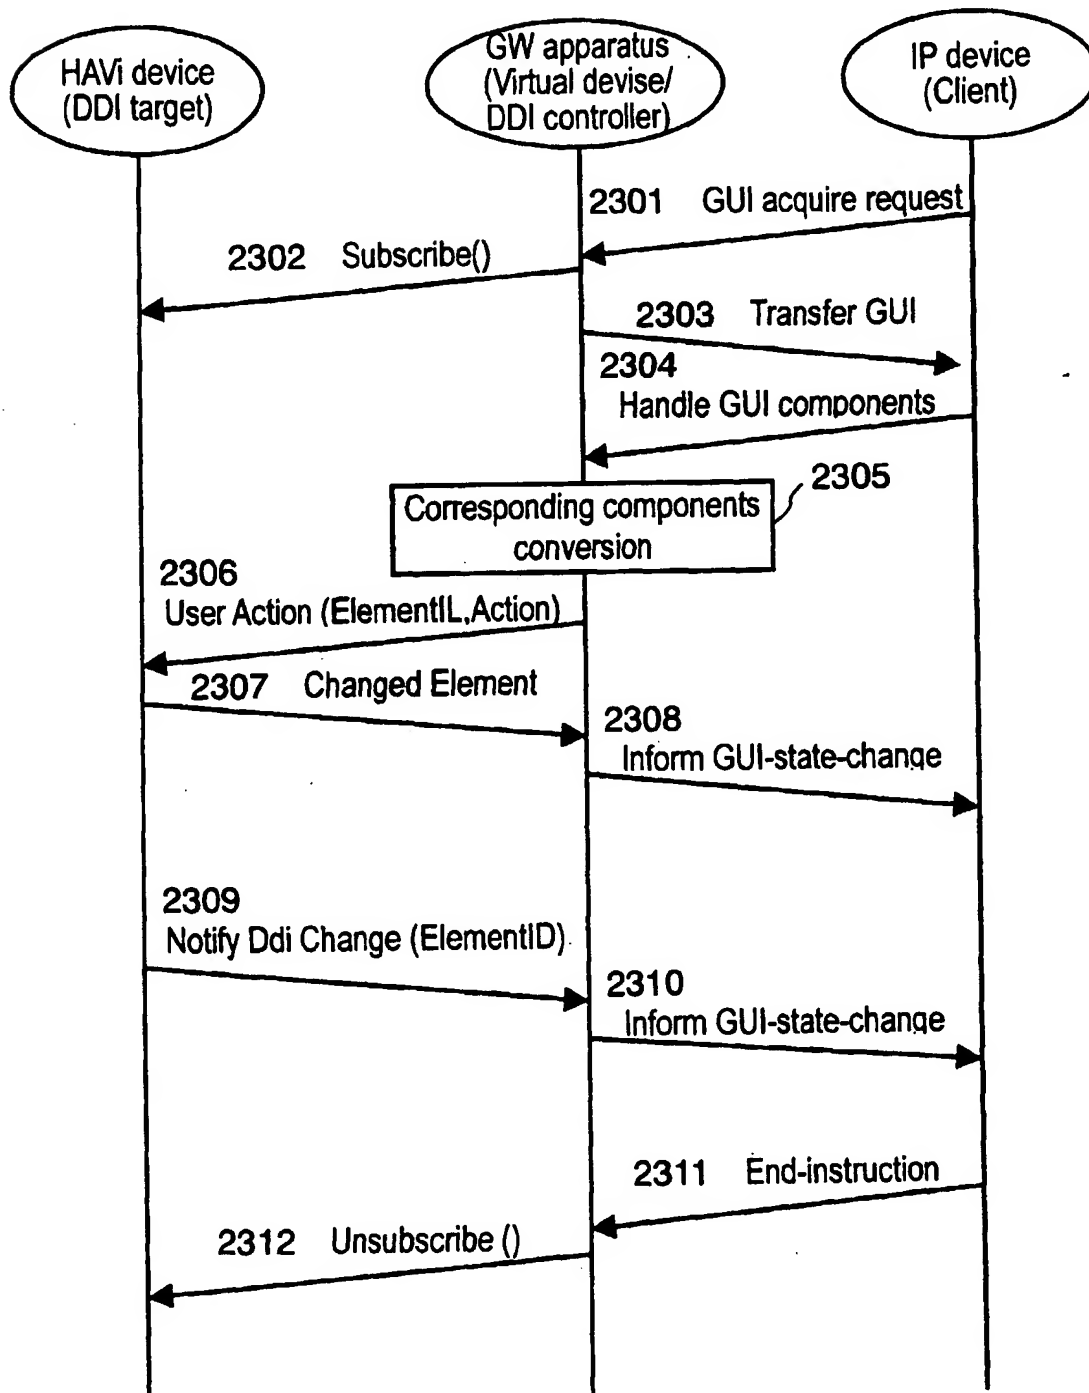 HAVi device
(DDI target)
GW apparatus
(Virtual devise/
DDI controller)
IP device
(Client)
2301 GUI acquire request
2302 Subscribe()
2303 Transfer GUI
2304
Handle GUI components
2305
Corresponding components
conversion
2306
User Action (ElementIL,Action)
2307 Changed Element
2308
Inform GUI-state-change
2309
Notify Ddi Change (ElementID)
2310
Inform GUI-state-change
2311 End-instruction
2312 Unsubscribe ()